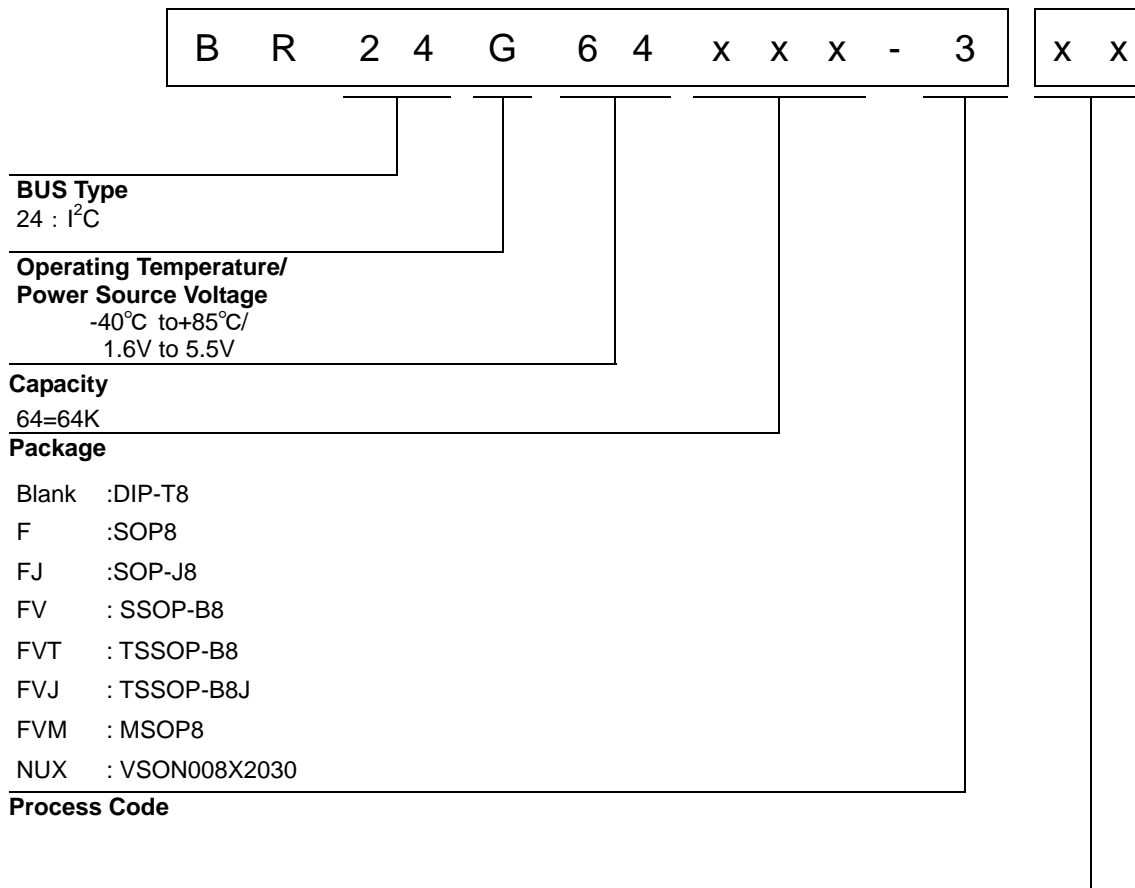 B R 2 4 G 6 4 x x x - 3 x x
BUS Type
24 : I²C
Operating Temperature/
Power Source Voltage
-40℃ to+85℃/
1.6V to 5.5V
Capacity
64=64K
Package
Blank :DIP-T8
F :SOP8
FJ :SOP-J8
FV : SSOP-B8
FVT : TSSOP-B8
FVJ : TSSOP-B8J
FVM : MSOP8
NUX : VSON008X2030
Process Code